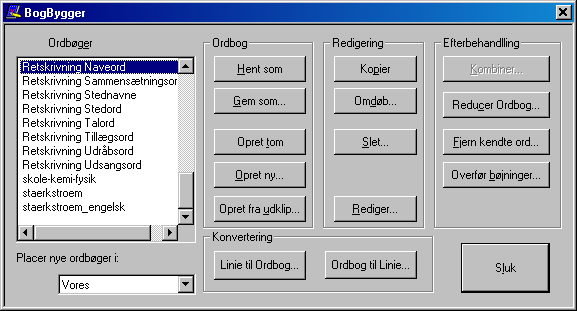 BogBygger
Ordbøger
Retskrivning Naveord
Retskrivning Sammensætningsor
Retskrivning Stednavne
Retskrivning Stedord
Retskrivning Talord
Retskrivning Tillægsord
Retskrivning Udråbsord
Retskrivning Udsangsord
skole-kemi-fysik
staerkstroem
staerkstroem_engelsk
Placer nye ordbøger i:
Vores
Ordbog
Hent som
Gem som...
Opret tom
Opret ny...
Opret fra udklip...
Redigering
Kopier
Omdøb...
Slet...
Rediger...
Efterbehandlling
Kombiner...
Reducer Ordbog...
Fjern kendte ord...
Overfør bøjninger...
Konvertering
Linie til Ordbog...
Ordbog til Linie...
Sluk